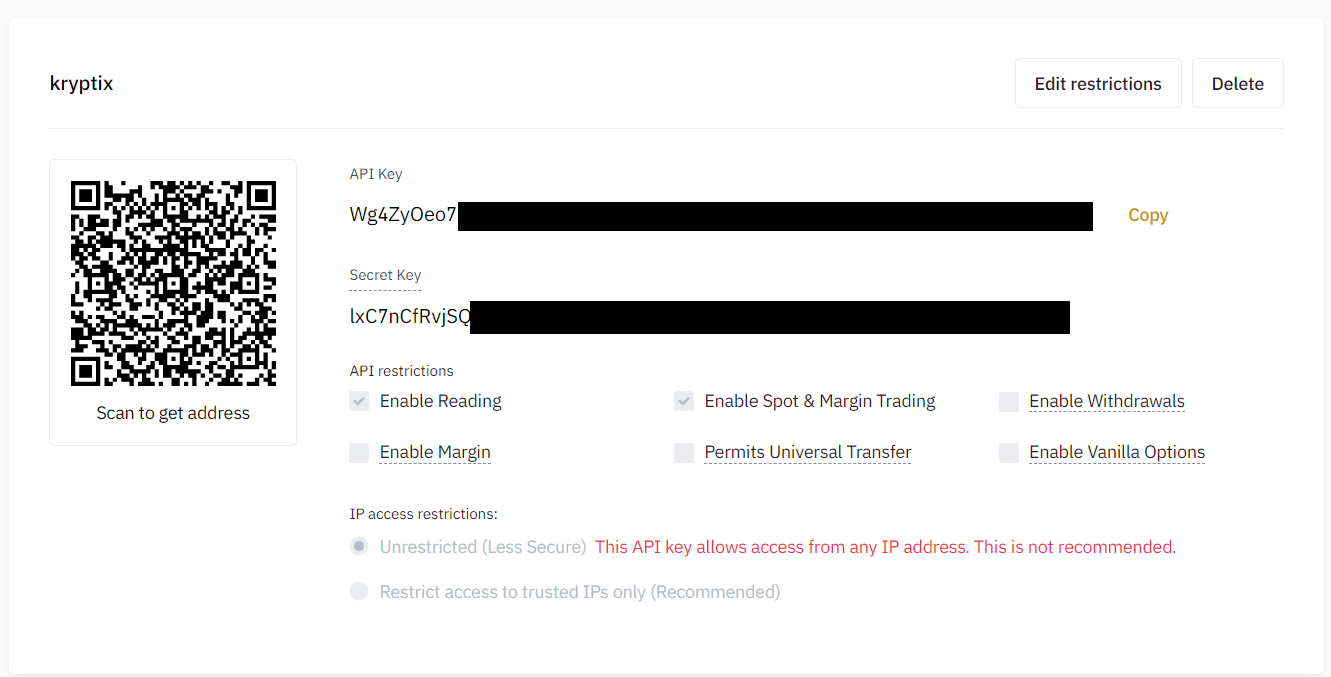 kryptix
Edit restrictions
Delete
Scan to get address
API Key
Wg4ZyOeo7
Copy
Secret Key
lxC7nCfRvjSQ
API restrictions
Enable Reading
Enable Spot & Margin Trading
Enable Withdrawals
Enable Margin
Permits Universal Transfer
Enable Vanilla Options
IP access restrictions:
Unrestricted (Less Secure) This API key allows access from any IP address. This is not recommended.
Restrict access to trusted IPs only (Recommended)